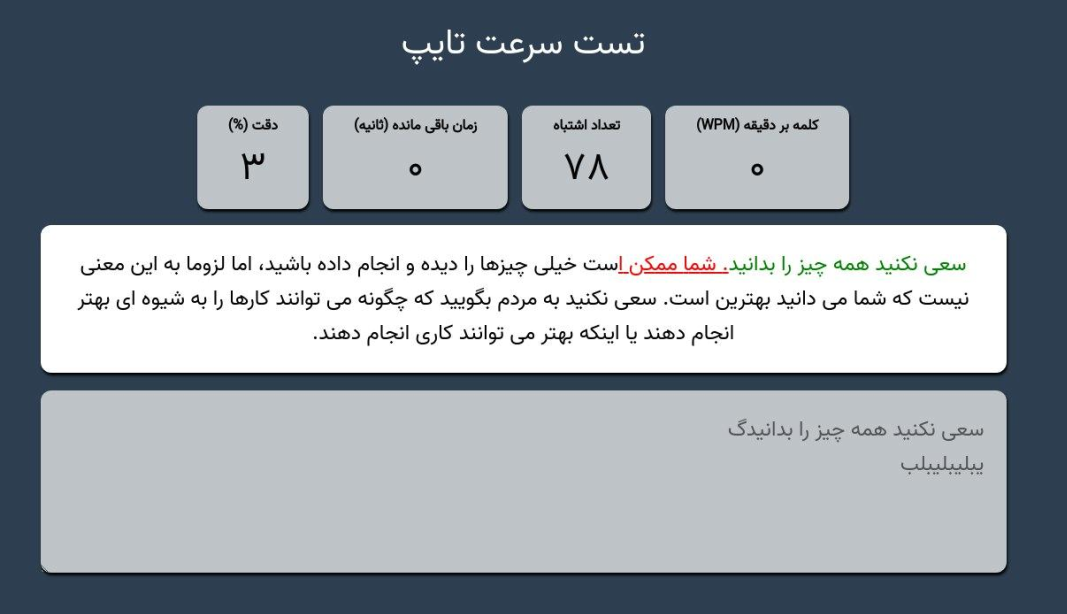 تست سرعت تایپ
کلمه بر دقیقه (WPM)
۰
تعداد اشتباه
۷۸
زمان باقی مانده (ثانیه)
۰
دقت (%)
۳
سعی نکنید همه چیز را بدانید. شما ممکن است خیلی چیزها را دیده و انجام داده باشید، اما لزوما به این معنی
نیست که شما می دانید بهترین است. سعی نکنید به مردم بگویید که چگونه می توانند کارها را به شیوه ای بهتر
انجام دهند یا اینکه بهتر می توانند کاری انجام دهند.
سعی نکنید همه چیز را بدانیدگ
یبلیبلیبلب